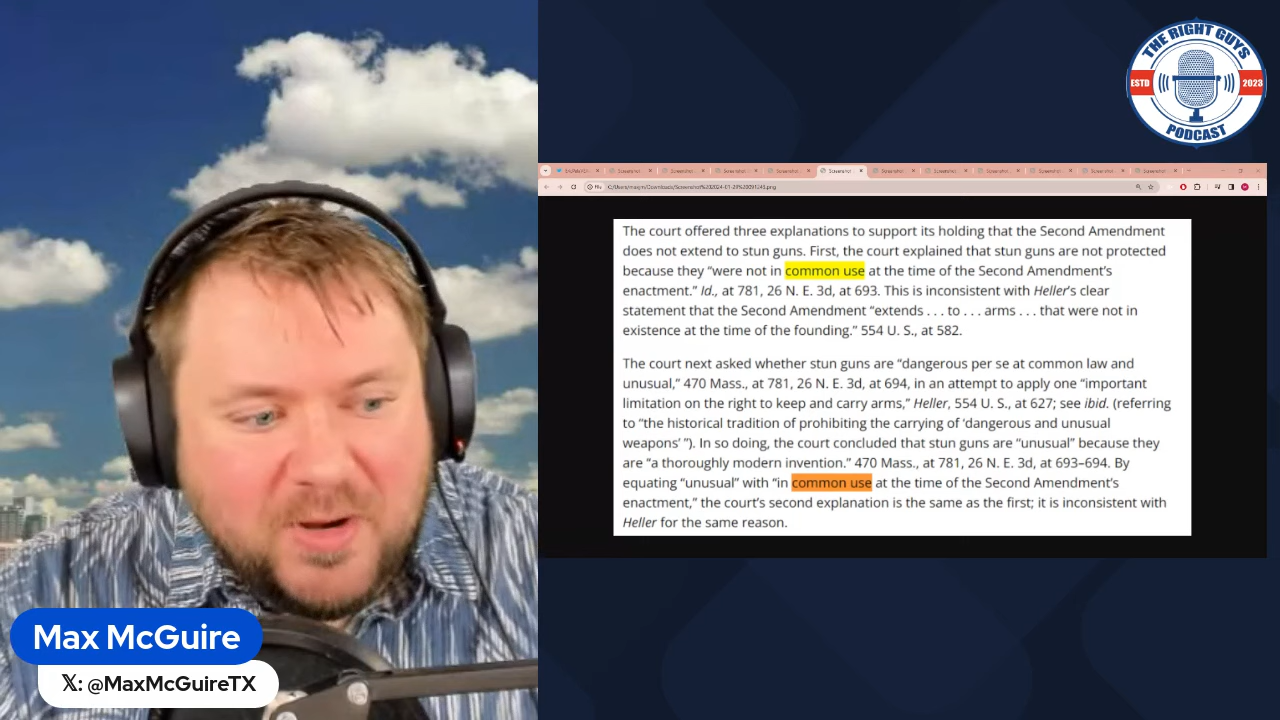 THE RIGHT GUYS
ESTD 2023
PODCAST
Screenshot
The court offered three explanations to support its holding that the Second Amendment
does not extend to stun guns. First, the court explained that stun guns are not protected
because they “were not in common use at the time of the Second Amendment’s
enactment.” Id., at 781, 26 N. E. 3d, at 693. This is inconsistent with Heller’s clear
statement that the Second Amendment “extends . . . to . . . arms . . . that were not in
existence at the time of the founding.” 554 U. S., at 582.
The court next asked whether stun guns are “dangerous per se at common law and
unusual,” 470 Mass., at 781, 26 N. E. 3d, at 694, in an attempt to apply one “important
limitation on the right to keep and carry arms,” Heller, 554 U. S., at 627; see ibid. (referring
to “the historical tradition of prohibiting the carrying of ‘dangerous and unusual
weapons’ ”). In so doing, the court concluded that stun guns are “unusual” because they
are “a thoroughly modern invention.” 470 Mass., at 781, 26 N. E. 3d, at 693–694. By
equating “unusual” with “in common use at the time of the Second Amendment’s
enactment,” the court’s second explanation is the same as the first; it is inconsistent with
Heller for the same reason.
Max McGuire
𝕏: @MaxMcGuireTX